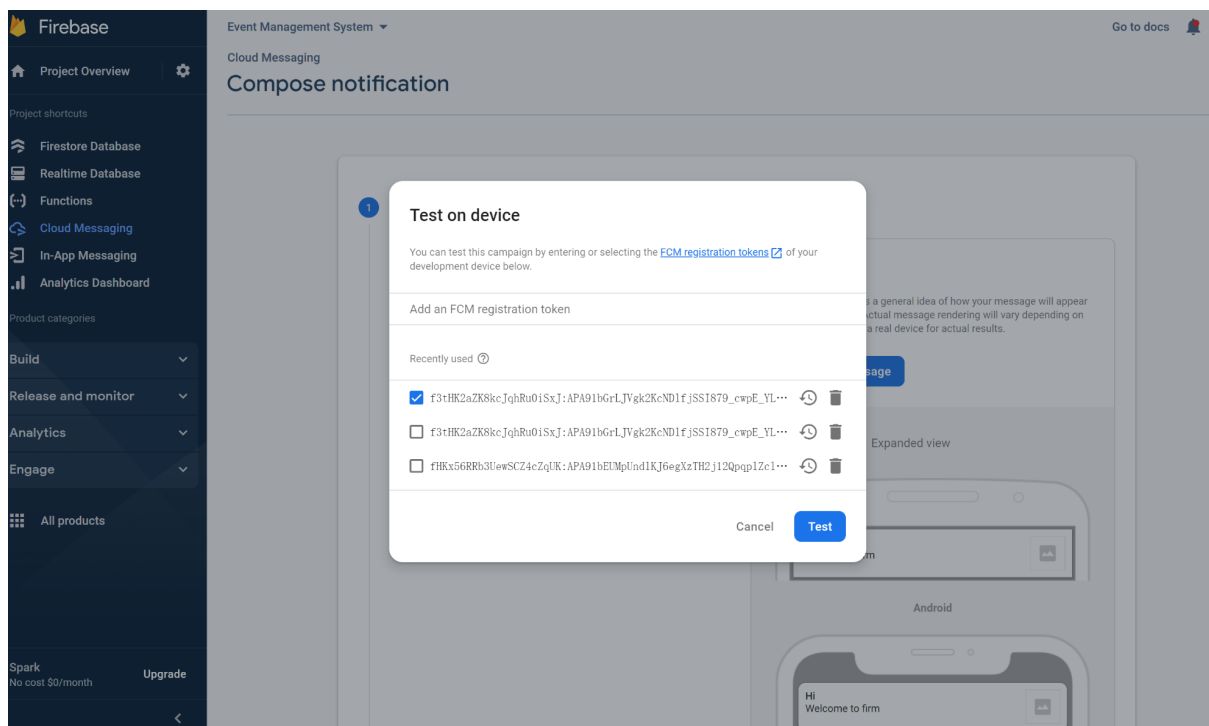 Firebase
Event Management System
Go to docs
Cloud Messaging
Project Overview
Compose notification
Project shortcuts
Firestore Database
Realtime Database
Functions
Cloud Messaging
In-App Messaging
Analytics Dashboard
Product categories
Build
Release and monitor
Analytics
Engage
All products
Spark
No cost $0/month
Upgrade
1
Test on device
You can test this campaign by entering or selecting the FCM registration tokens of your
development device below.
Add an FCM registration token
Recently used
f3tHK2aZK8kcJqhRu0iSxJ:APA91bGrLJVgk2KcND1fjSSI879_cwpE_YL···
f3tHK2aZK8kcJqhRu0iSxJ:APA91bGrLJVgk2KcND1fjSSI879_cwpE_YL···
fHKx56RRb3UewSCZ4cZqUK:APA91bEUMpUnd1KJ6egXzTH2j12Qpqp1Zc1···
Cancel
Test
s a general idea of how your message will appear
ctual message rendering will vary depending on
a real device for actual results.
sage
Expanded view
rm
Android
Hi
Welcome to firm